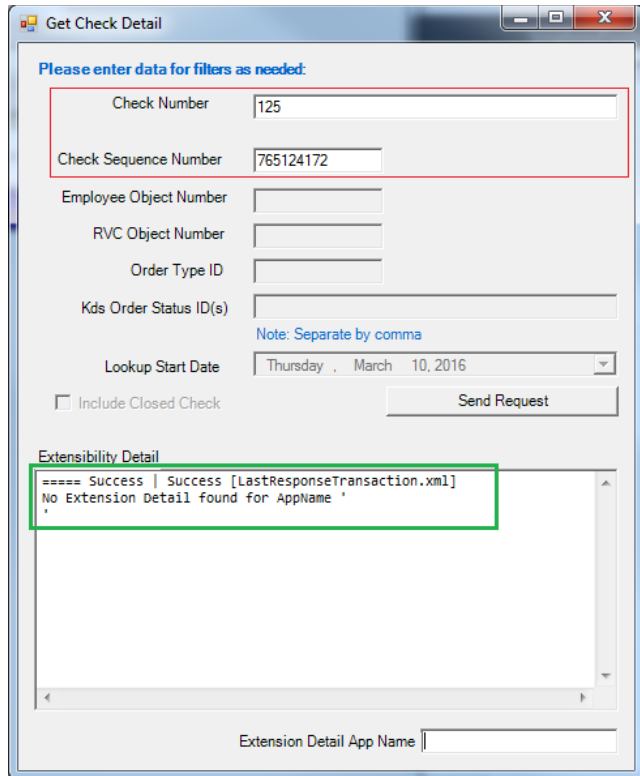 Get Check Detail
Please enter data for filters as needed:
Check Number 125
Check Sequence Number 765124172
Employee Object Number
RVC Object Number
Order Type ID
Kds Order Status ID(s)
Note: Separate by comma
Lookup Start Date Thursday , March 10, 2016
Include Closed Check Send Request
Extensibility Detail
===== Success | Success [LastResponseTransaction.xml]
No Extension Detail found for AppName '
'
Extension Detail App Name